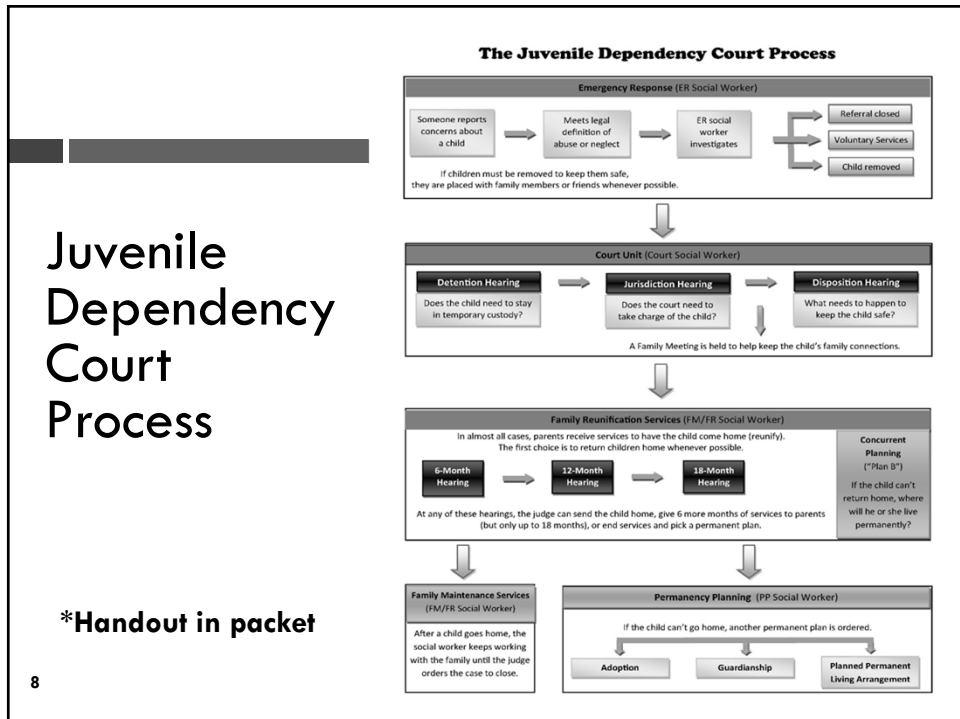 Juvenile
Dependency
Court
Process
*Handout in packet
8
The Juvenile Dependency Court Process
Emergency Response (ER Social Worker)
Someone reports
concerns about
a child
Meets legal
definition of
abuse or neglect
ER social
worker
investigates
Referral closed
Voluntary Services
Child removed
If children must be removed to keep them safe,
they are placed with family members or friends whenever possible.
Court Unit (Court Social Worker)
Detention Hearing
Does the child need to stay
in temporary custody?
Jurisdiction Hearing
Does the court need to
take charge of the child?
Disposition Hearing
What needs to happen to
keep the child safe?
A Family Meeting is held to help keep the child's family connections.
Family Reunification Services (FM/FR Social Worker)
In almost all cases, parents receive services to have the child come home (reunify).
The first choice is to return children home whenever possible.
6-Month
Hearing
12-Month
Hearing
18-Month
Hearing
At any of these hearings, the judge can send the child home, give 6 more months of services to parents
(but only up to 18 months), or end services and pick a permanent plan.
Concurrent
Planning
("Plan B")
If the child can't
return home, where
will he or she live
permanently?
Family Maintenance Services
(FM/FR Social Worker)
After a child goes home, the
social worker keeps working
with the family until the judge
orders the case to close.
Permanency Planning (PP Social Worker)
If the child can't go home, another permanent plan is ordered.
Adoption
Guardianship
Planned Permanent
Living Arrangement